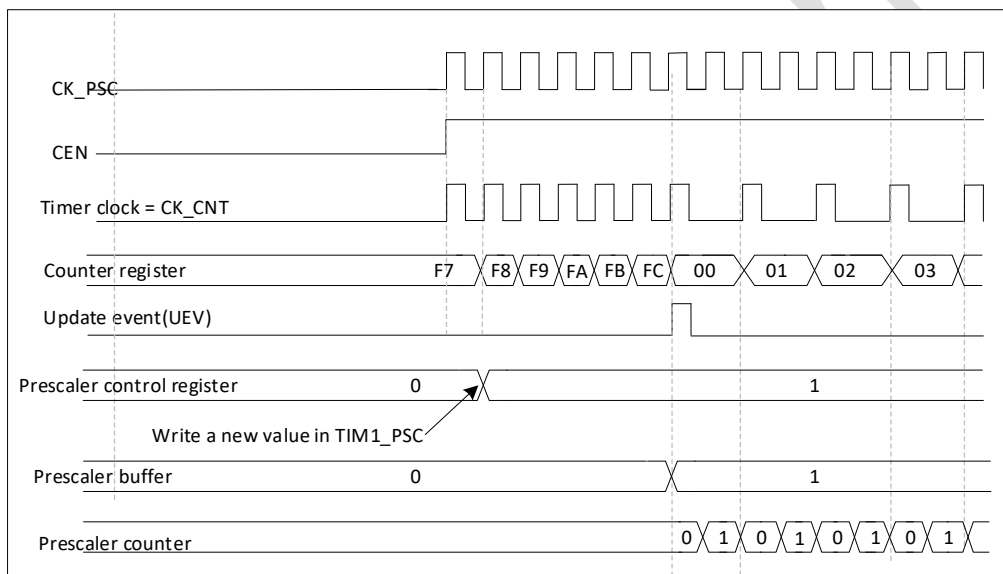 CK_PSC
CEN
Timer clock = CK_CNT
Counter register F7 F8 F9 FA FB FC 00 01 02 03
Update event(UEV)
Prescaler control register 0 1
Write a new value in TIM1_PSC
Prescaler buffer 0 1
Prescaler counter 0 1 0 1 0 1 0 1